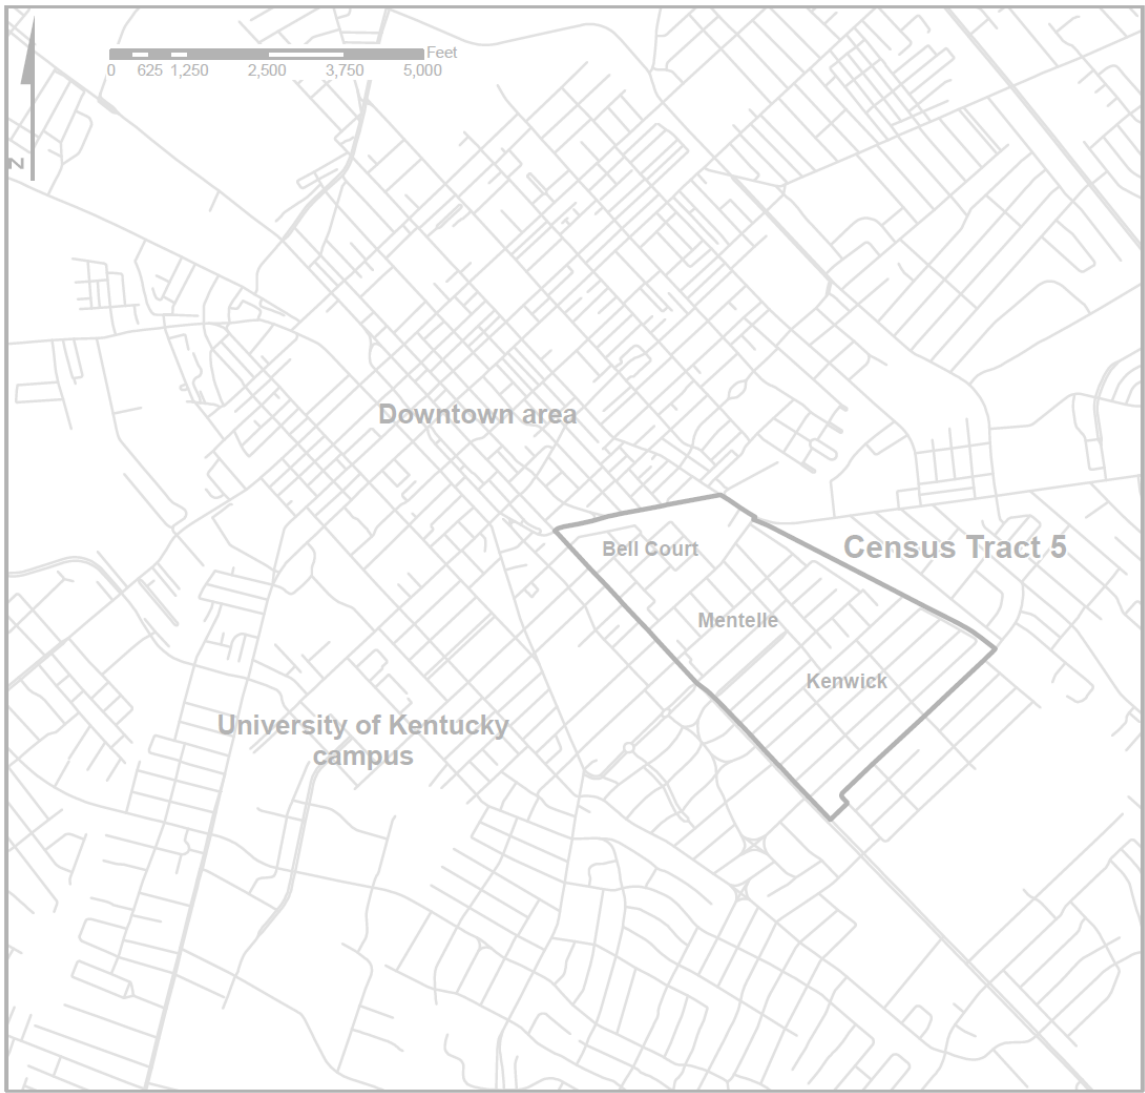 Feet
0 625 1,250 2,500 3,750 5,000
Z
Downtown area
Bell Court
Census Tract 5
Mentelle
Kenwick
University of Kentucky
campus